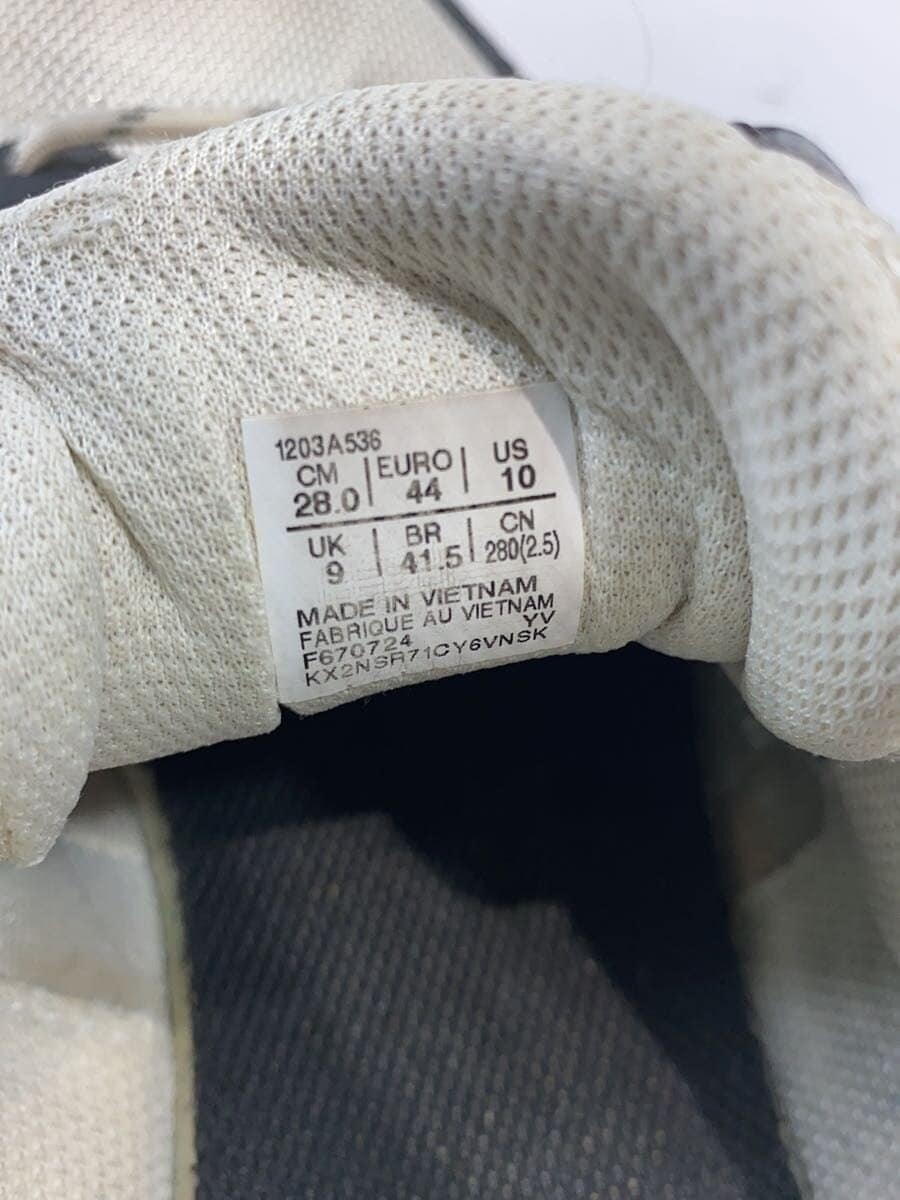 1203A536
CM | EURO | US
28.0 | 44 | 10
UK | BR | CN
9 | 41.5 | 280(2.5)
MADE IN VIETNAM
FABRIQUE AU VIETNAM
F670724 YV
KX2NSR71CY6VNSK